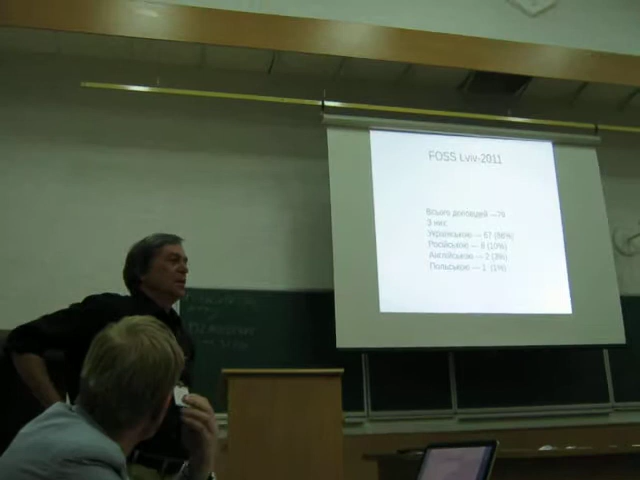 FOSS Lviv-2011
Всього доповідей —79
З них:
Українською — 67 (86%)
Російською — 8 (10%)
Англійською — 2 (3%)
Польською — 1 (1%)